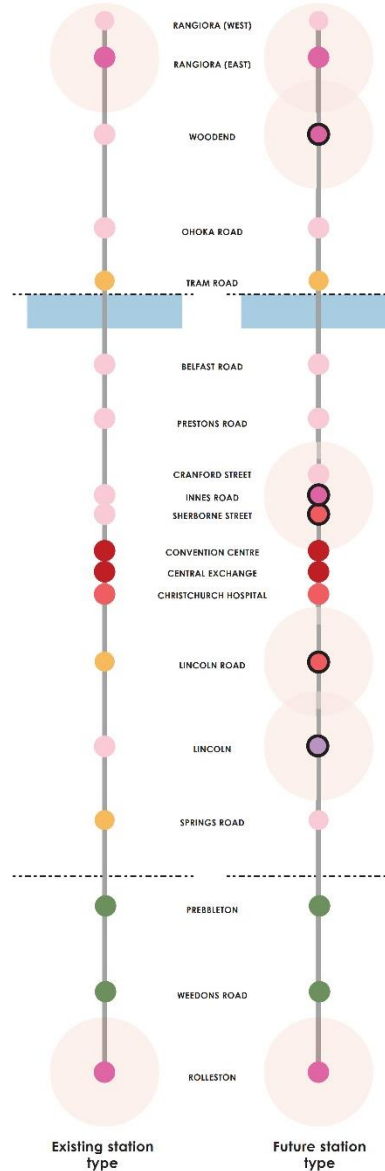 RANGIORA (WEST)
RANGIORA (EAST)
WOODEND
OHOKA ROAD
TRAM ROAD
BELFAST ROAD
PRESTONS ROAD
CRANFORD STREET
INNES ROAD
SHERBORNE STREET
CONVENTION CENTRE
CENTRAL EXCHANGE
CHRISTCHURCH HOSPITAL
LINCOLN ROAD
LINCOLN
SPRINGS ROAD
PREBBLETON
WEEDONS ROAD
ROLLESTON
Existing station
type
Future station
type